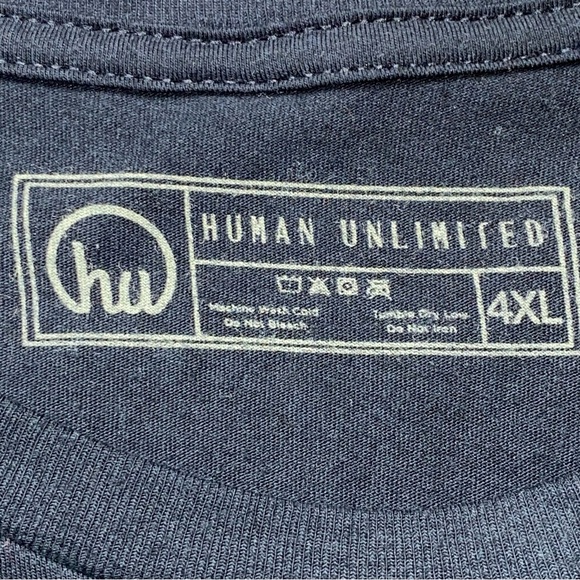 hu
HUMAN UNLIMITED
Machine Wash Cold
Do Not Bleach
Tumble Dry Low
Do Not Iron
4XL